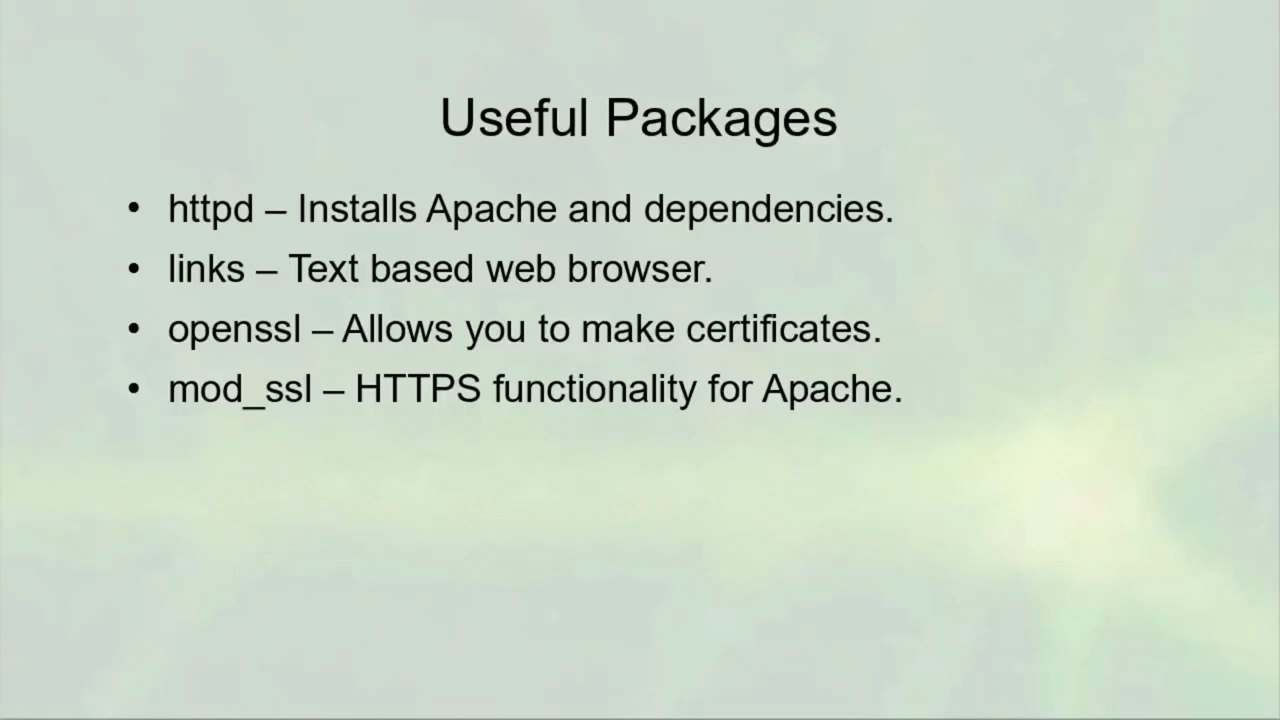 Useful Packages
• httpd – Installs Apache and dependencies.
• links – Text based web browser.
• openssl – Allows you to make certificates.
• mod_ssl – HTTPS functionality for Apache.